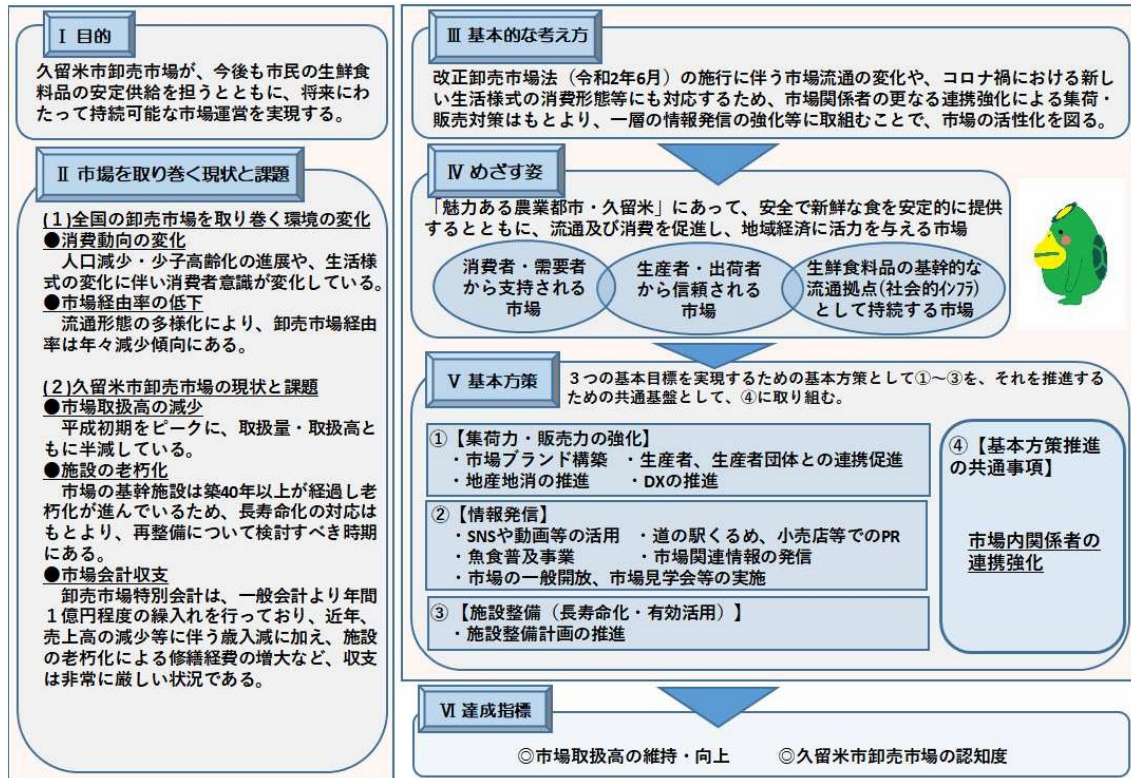 Ⅰ 目的
久留米市卸売市場が、今後も市民の生鮮食
料品の安定供給を担うとともに、将来にわ
たって持続可能な市場運営を実現する。
Ⅱ 市場を取り巻く現状と課題
(１)全国の卸売市場を取り巻く環境の変化
●消費動向の変化
人口減少・少子高齢化の進展や、生活様
式の変化に伴い消費者意識が変化している。
●市場経由率の低下
流通形態の多様化により、卸売市場経由
率は年々減少傾向にある。
(２)久留米市卸売市場の現状と課題
●市場取扱高の減少
平成初期をピークに、取扱量・取扱高と
もに半減している。
●施設の老朽化
市場の基幹施設は築40年以上が経過し老
朽化が進んでいるため、長寿命化の対応は
もとより、再整備について検討すべき時期
にある。
●市場会計収支
卸売市場特別会計は、一般会計より年間
１億円程度の繰入れを行っており、近年、
売上高の減少等に伴う歳入減に加え、施設
の老朽化による修繕経費の増大など、収支
は非常に厳しい状況である。
Ⅲ 基本的な考え方
改正卸売市場法（令和2年6月）の施行に伴う市場流通の変化や、コロナ禍における新し
い生活様式の消費形態等にも対応するため、市場関係者の更なる連携強化による集荷・
販売対策はもとより、一層の情報発信の強化等に取組むことで、市場の活性化を図る。
Ⅳ めざす姿
「魅力ある農業都市・久留米」にあって、安全で新鮮な食を安定的に提供
するとともに、流通及び消費を促進し、地域経済に活力を与える市場
消費者・需要者
から支持される
市場
生産者・出荷者
から信頼される
市場
生鮮食料品の基幹的な
流通拠点(社会的ｲﾝﾌﾗ)
として持続する市場
Ⅴ 基本方策
３つの基本目標を実現するための基本方策として①～③を、それを推進する
ための共通基盤として、④に取り組む。
①【集荷力・販売力の強化】
・市場ブランド構築 ・生産者、生産者団体との連携促進
・地産地消の推進 ・DXの推進
②【情報発信】
・SNSや動画等の活用 ・道の駅くるめ、小売店等でのPR
・魚食普及事業 ・市場関連情報の発信
・市場の一般開放、市場見学会等の実施
③【施設整備（長寿命化・有効活用）】
・施設整備計画の推進
④【基本方策推進
の共通事項】
市場内関係者の
連携強化
Ⅵ 達成指標
◎市場取扱高の維持・向上 ◎久留米市卸売市場の認知度